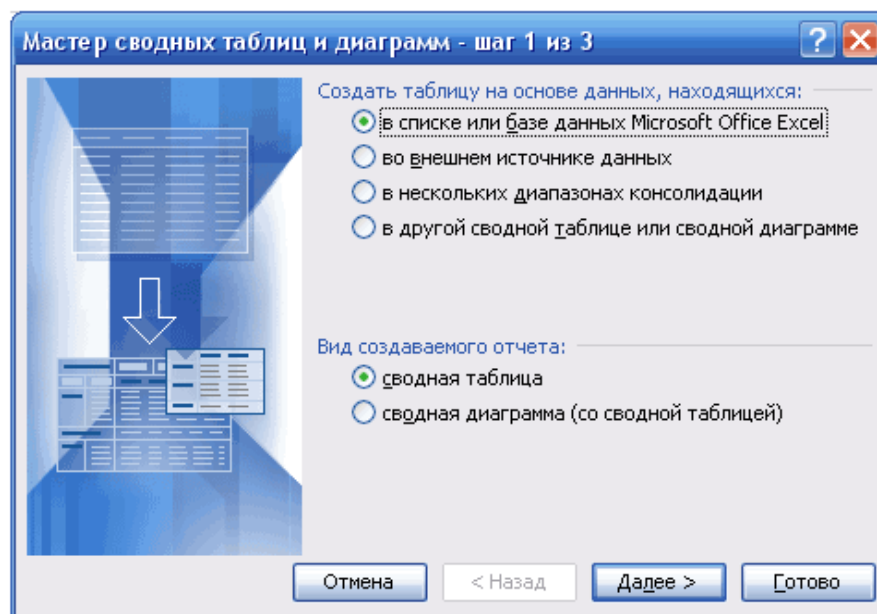 Мастер сводных таблиц и диаграмм - шаг 1 из 3
Создать таблицу на основе данных, находящихся:
в списке или базе данных Microsoft Office Excel
во внешнем источнике данных
в нескольких диапазонах консолидации
в другой сводной таблице или сводной диаграмме
Вид создаваемого отчета:
сводная таблица
сводная диаграмма (со сводной таблицей)
Отмена < Назад Далее > Готово